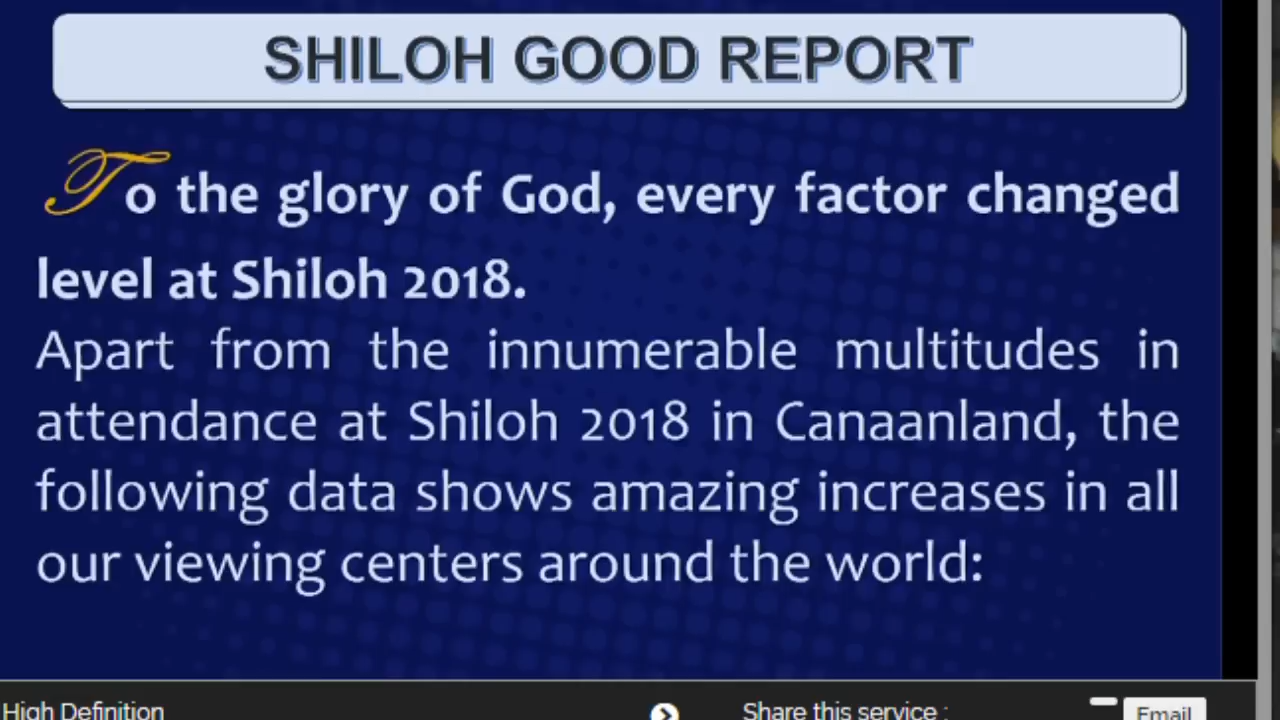 SHILOH GOOD REPORT
To the glory of God, every factor changed
level at Shiloh 2018.
Apart from the innumerable multitudes in
attendance at Shiloh 2018 in Canaanland, the
following data shows amazing increases in all
our viewing centers around the world:
High Definition
Share this service :
Email